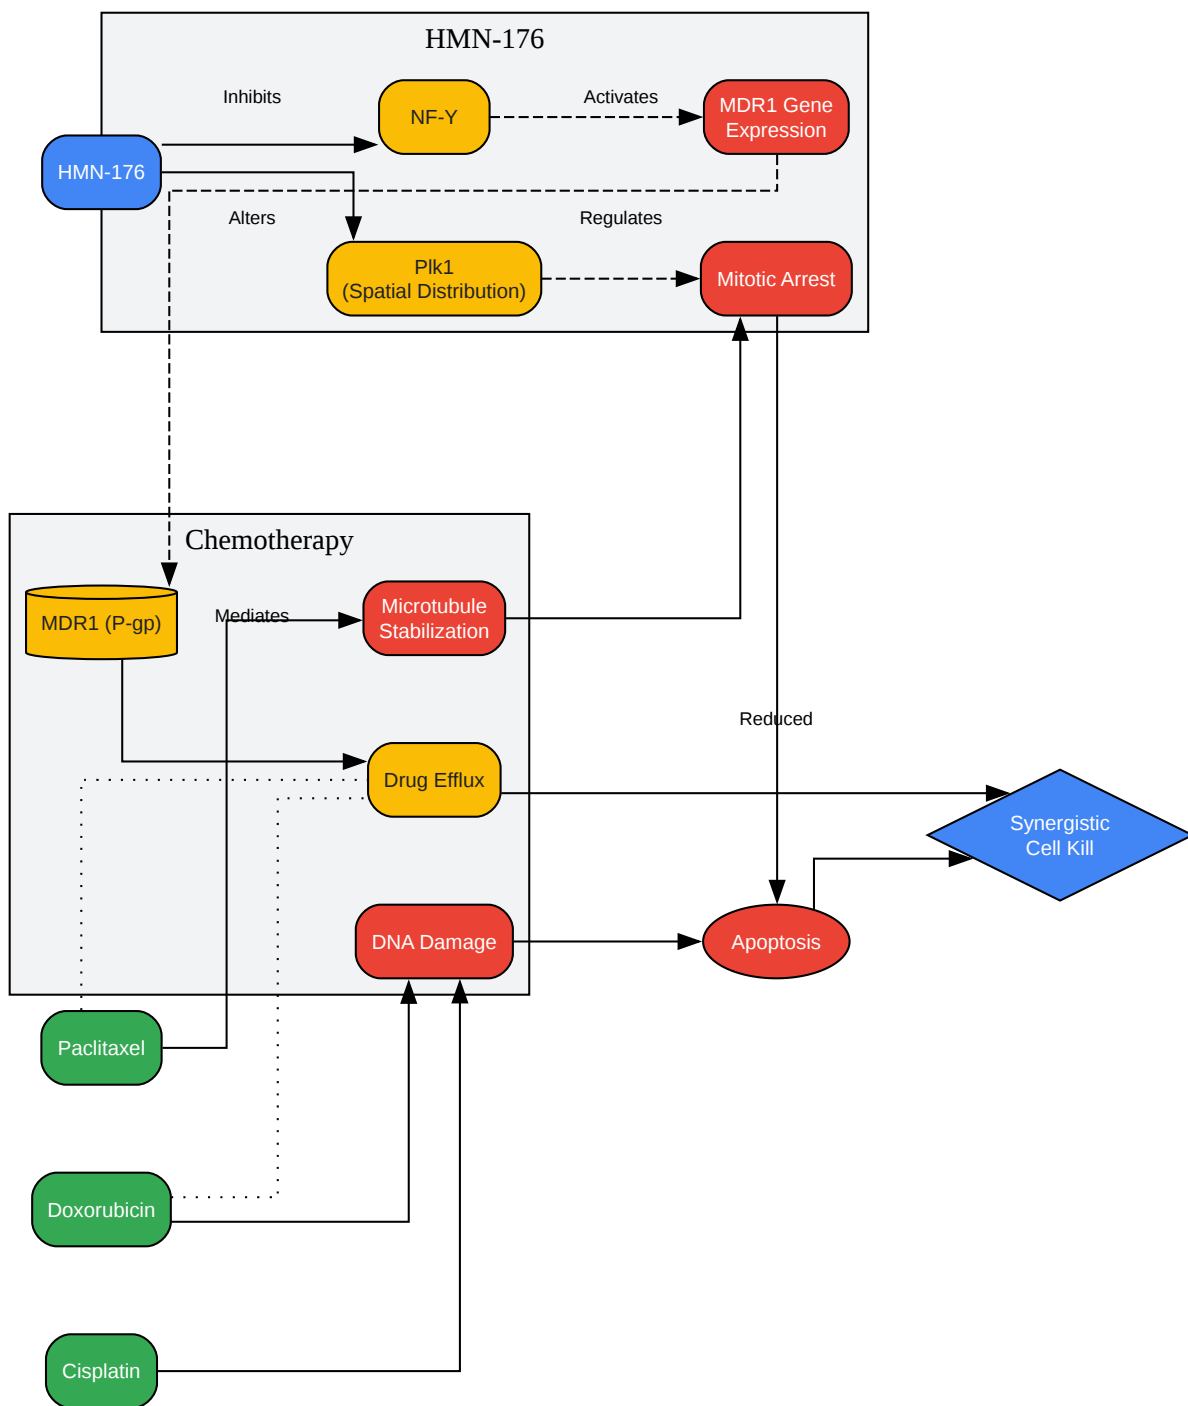 HMN-176
Inhibits
NF-Y
Activates
MDR1 Gene
Expression
HMN-176
Alters
Regulates
Plk1
(Spatial Distribution)
Mitotic Arrest
Chemotherapy
MDR1 (P-gp)
Mediates
Microtubule
Stabilization
Reduced
Drug Efflux
Synergistic
Cell Kill
DNA Damage
Apoptosis
Paclitaxel
Doxorubicin
Cisplatin